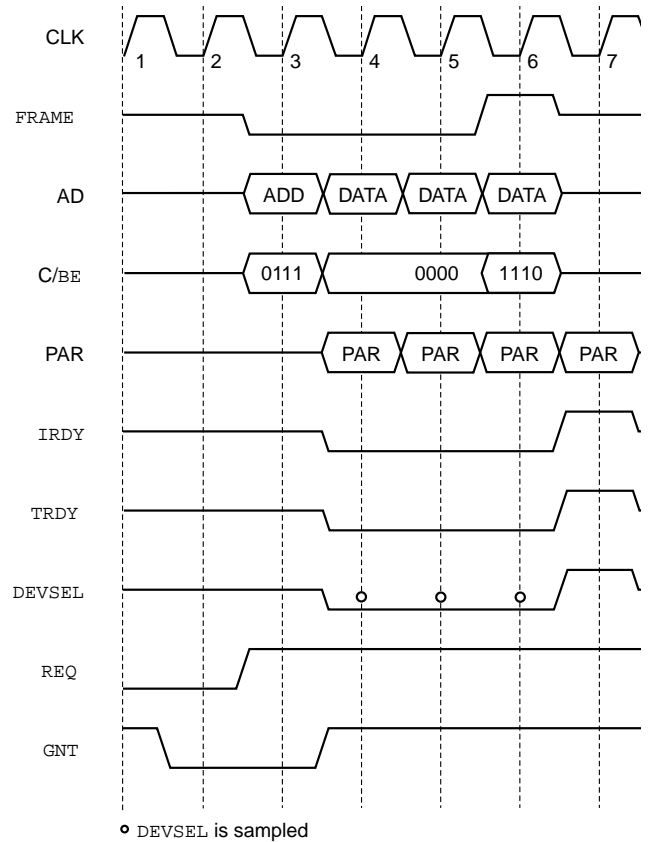 CLK
1 2 3 4 5 6 7
FRAME
AD ADD DATA DATA DATA
C/BE 0111 0000 1110
PAR PAR PAR PAR PAR
IRDY
TRDY
DEVSEL
REQ
GNT
DEVSEL is sampled